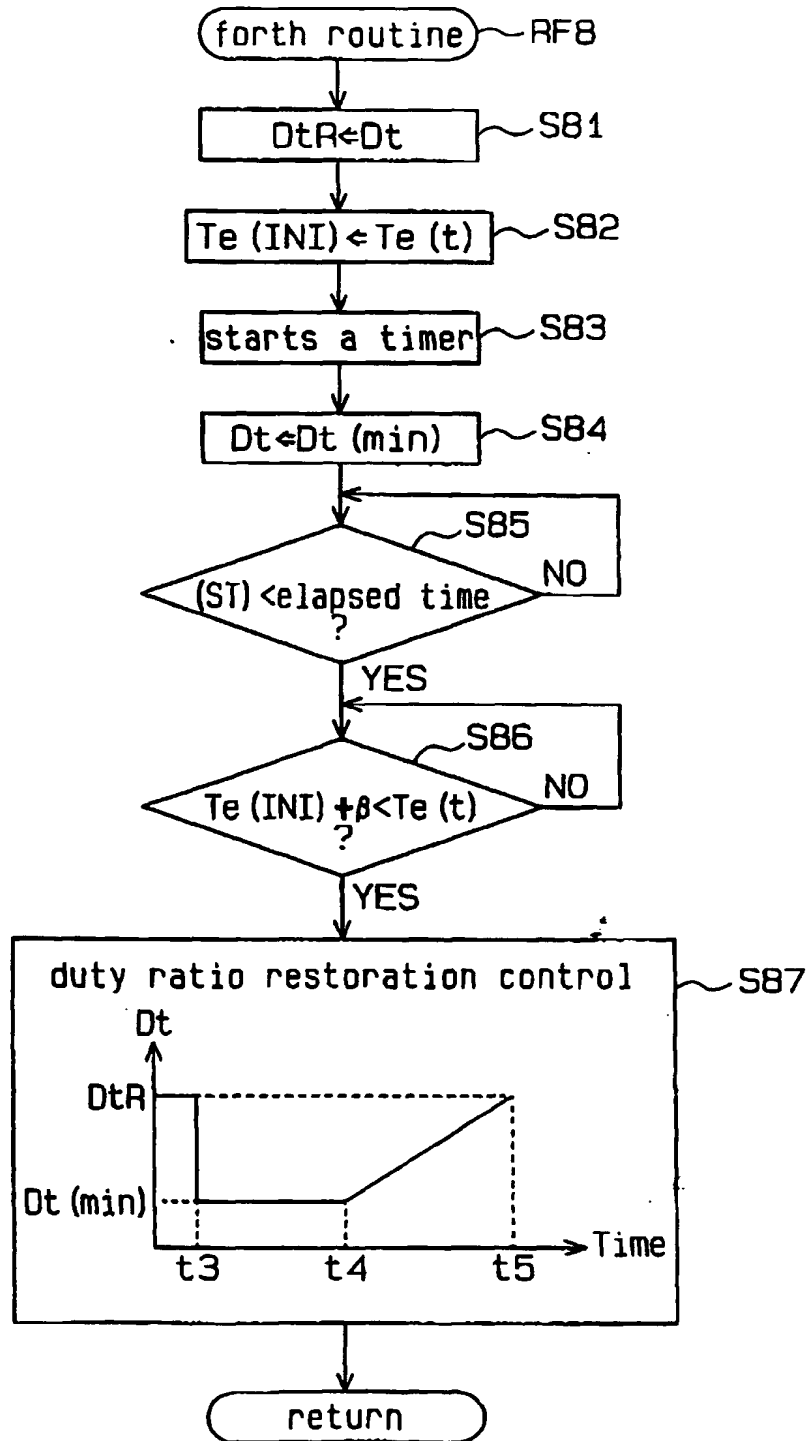 forth routine RF8
DtR⇐Dt S81
Te (INI) ⇐ Te (t) S82
starts a timer S83
Dt⇐Dt (min) S84
S85
(ST) <elapsed time
?
NO
YES
S86
Te (INI) +β<Te (t)
?
NO
YES
duty ratio restoration control S87
Dt
DtR
Dt (min)
Time
t3 t4 t5
return